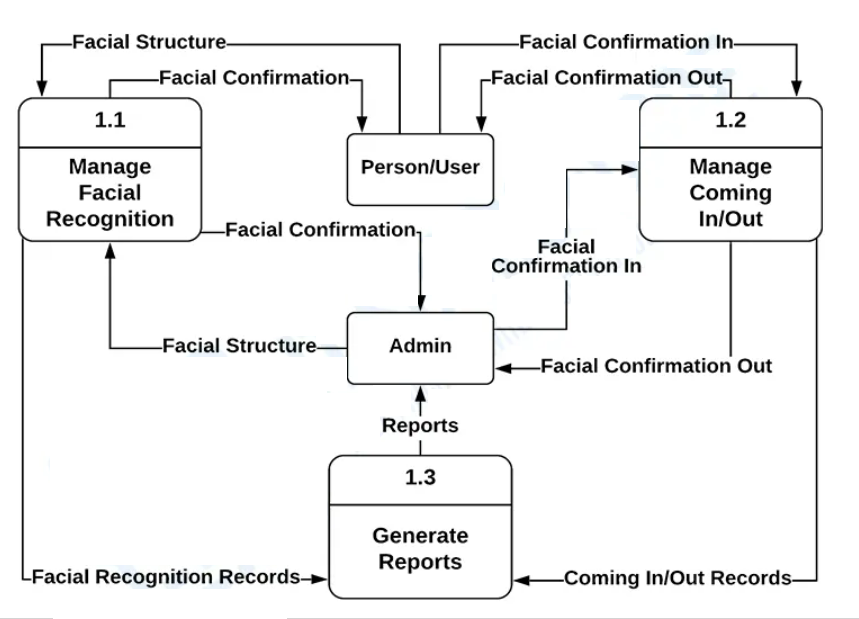 Facial Structure
Facial Confirmation In
Facial Confirmation
Facial Confirmation Out
1.1
Manage
Facial
Recognition
Person/User
1.2
Manage
Coming
In/Out
Facial Confirmation
Facial
Confirmation In
Facial Structure
Admin
Facial Confirmation Out
Reports
1.3
Generate
Reports
Facial Recognition Records
Coming In/Out Records